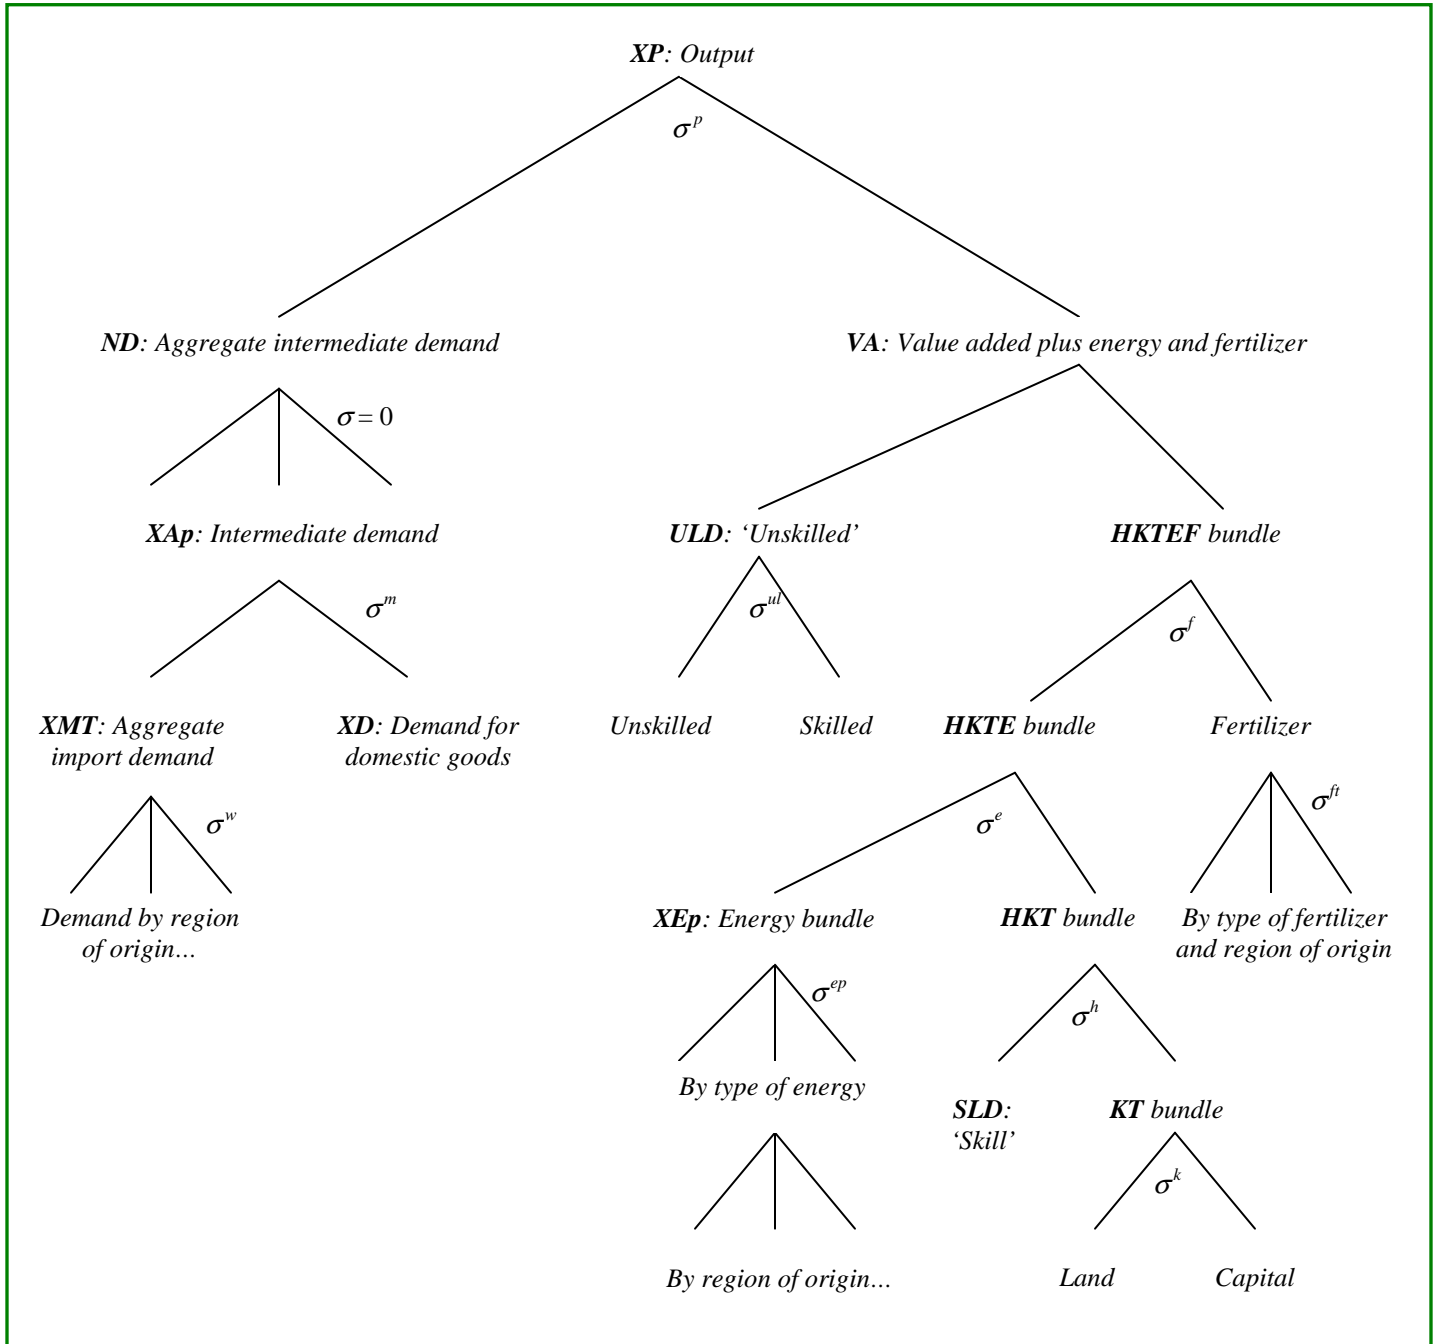 XP: Output
σ^p
ND: Aggregate intermediate demand
VA: Value added plus energy and fertilizer
σ = 0
XAp: Intermediate demand
ULD: ‘Unskilled’
HKTEF bundle
σ^m
σ^ul
σ^f
XMT: Aggregate
import demand
XD: Demand for
domestic goods
Unskilled
Skilled
HKTE bundle
Fertilizer
σ^w
σ^e
σ^ft
Demand by region
of origin…
XEp: Energy bundle
HKT bundle
By type of fertilizer
and region of origin
σ^ep
σ^h
By type of energy
SLD:
‘Skill’
KT bundle
σ^k
By region of origin…
Land
Capital